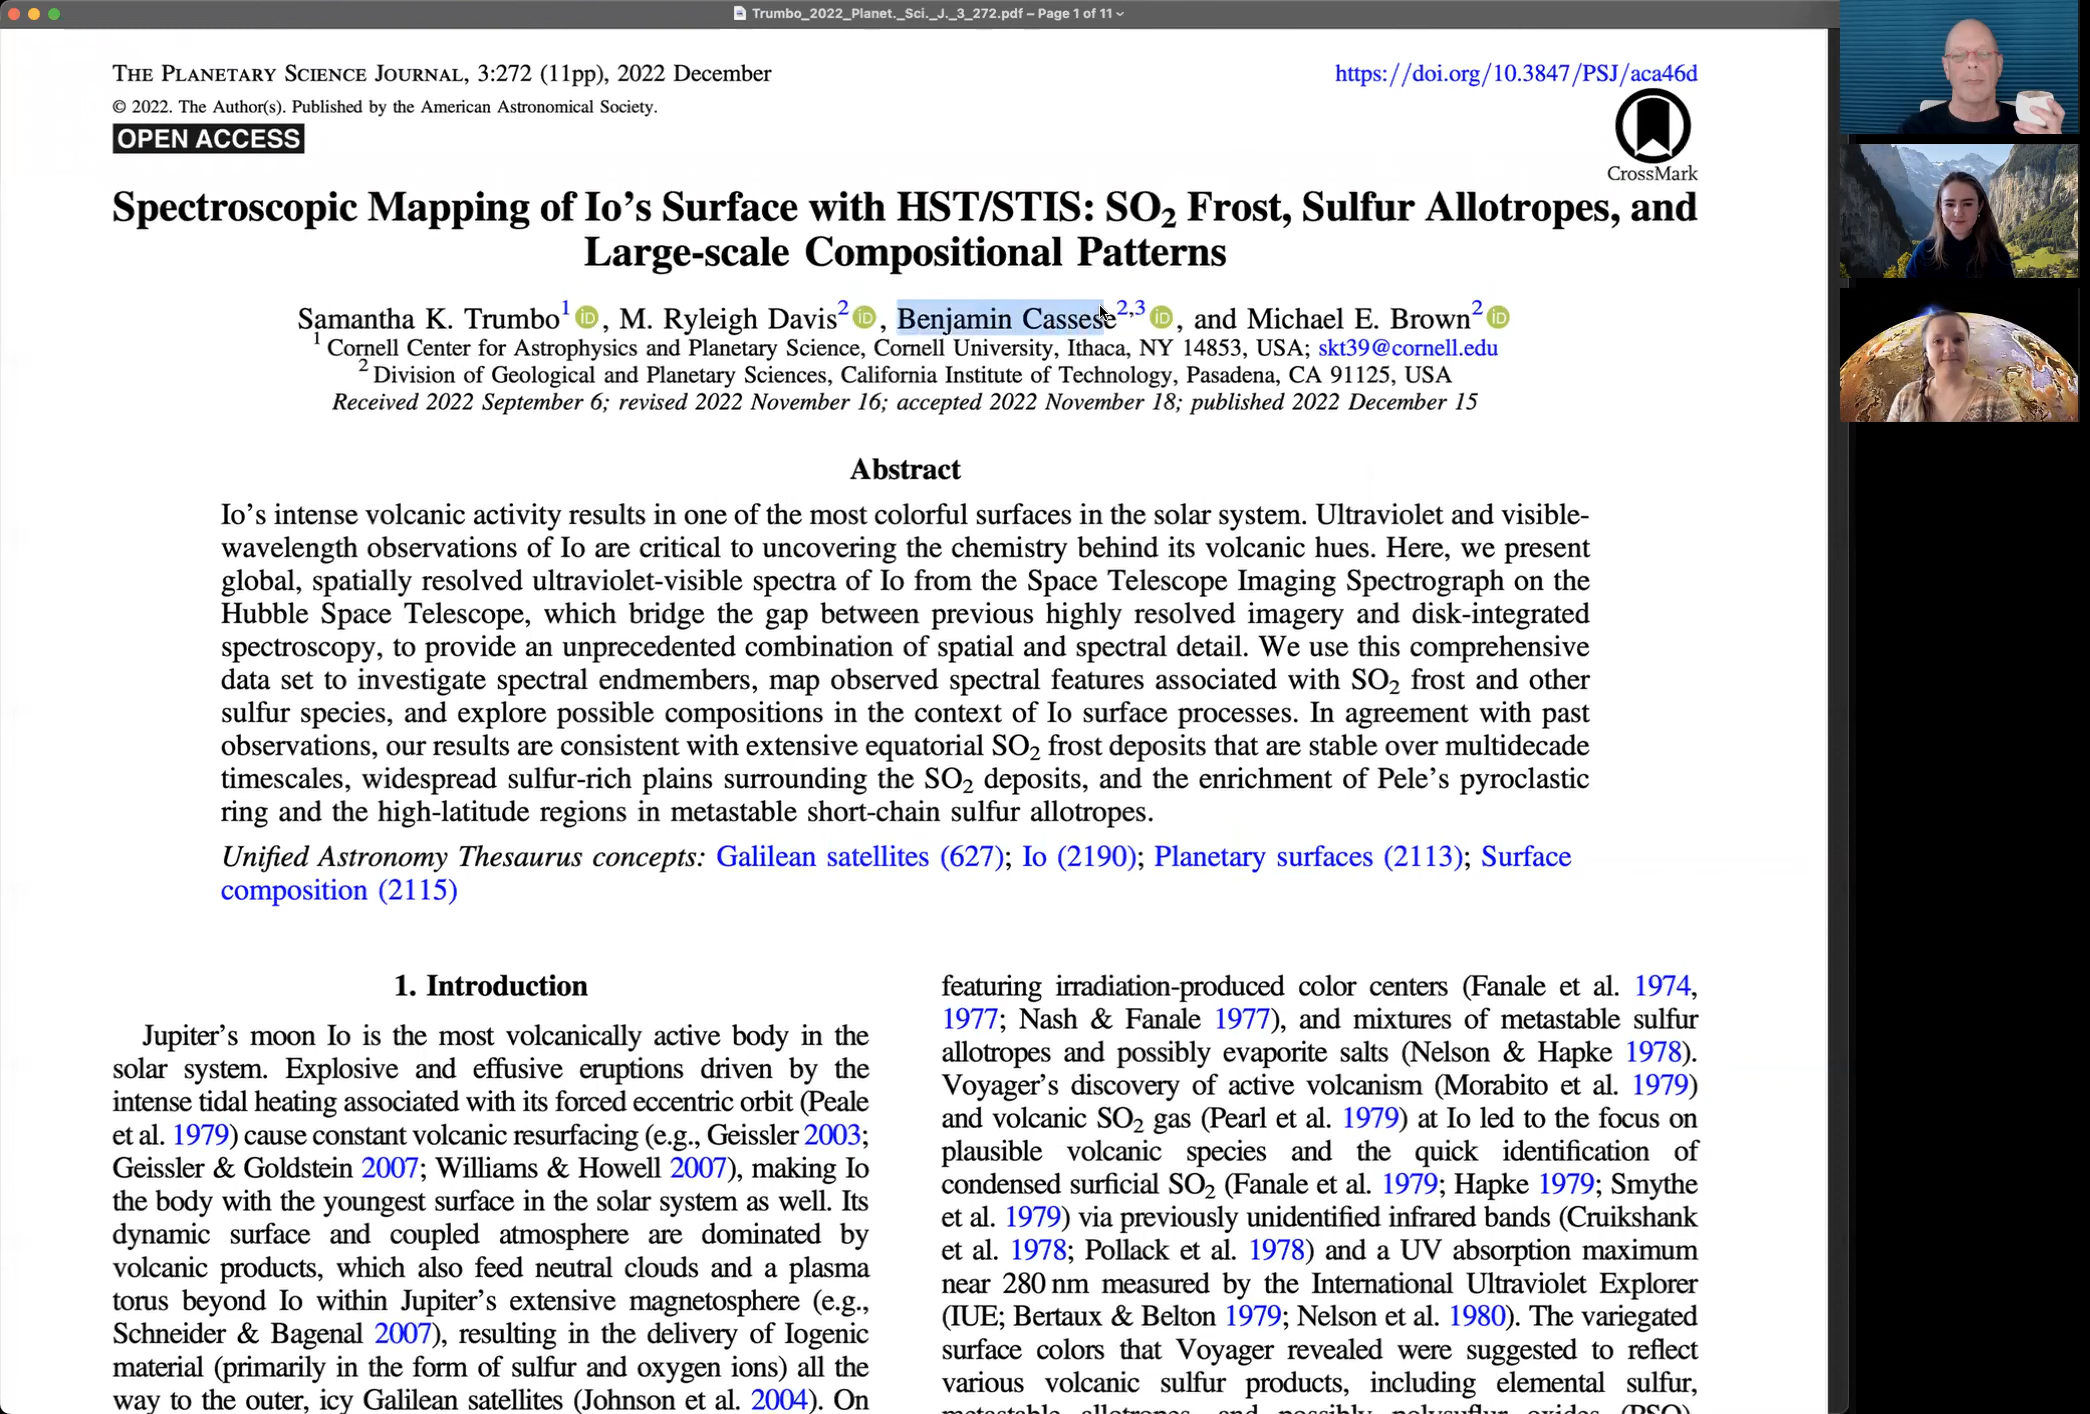 Trumbo_2022_Planet._Sci._J._3_272.pdf – Page 1 of 11
THE PLANETARY SCIENCE JOURNAL, 3:272 (11pp), 2022 December
https://doi.org/10.3847/PSJ/aca46d
© 2022. The Author(s). Published by the American Astronomical Society.
OPEN ACCESS
CrossMark
Spectroscopic Mapping of Io’s Surface with HST/STIS: SO2 Frost, Sulfur Allotropes, and
Large-scale Compositional Patterns
Samantha K. Trumbo1 iD, M. Ryleigh Davis2 iD, Benjamin Cassese2,3 iD, and Michael E. Brown2 iD
1 Cornell Center for Astrophysics and Planetary Science, Cornell University, Ithaca, NY 14853, USA; skt39@cornell.edu
2 Division of Geological and Planetary Sciences, California Institute of Technology, Pasadena, CA 91125, USA
Received 2022 September 6; revised 2022 November 16; accepted 2022 November 18; published 2022 December 15
Abstract
Io’s intense volcanic activity results in one of the most colorful surfaces in the solar system. Ultraviolet and visible-
wavelength observations of Io are critical to uncovering the chemistry behind its volcanic hues. Here, we present
global, spatially resolved ultraviolet-visible spectra of Io from the Space Telescope Imaging Spectrograph on the
Hubble Space Telescope, which bridge the gap between previous highly resolved imagery and disk-integrated
spectroscopy, to provide an unprecedented combination of spatial and spectral detail. We use this comprehensive
data set to investigate spectral endmembers, map observed spectral features associated with SO2 frost and other
sulfur species, and explore possible compositions in the context of Io surface processes. In agreement with past
observations, our results are consistent with extensive equatorial SO2 frost deposits that are stable over multidecade
timescales, widespread sulfur-rich plains surrounding the SO2 deposits, and the enrichment of Pele’s pyroclastic
ring and the high-latitude regions in metastable short-chain sulfur allotropes.
Unified Astronomy Thesaurus concepts: Galilean satellites (627); Io (2190); Planetary surfaces (2113); Surface
composition (2115)
1. Introduction
Jupiter’s moon Io is the most volcanically active body in the
solar system. Explosive and effusive eruptions driven by the
intense tidal heating associated with its forced eccentric orbit (Peale
et al. 1979) cause constant volcanic resurfacing (e.g., Geissler 2003;
Geissler & Goldstein 2007; Williams & Howell 2007), making Io
the body with the youngest surface in the solar system as well. Its
dynamic surface and coupled atmosphere are dominated by
volcanic products, which also feed neutral clouds and a plasma
torus beyond Io within Jupiter’s extensive magnetosphere (e.g.,
Schneider & Bagenal 2007), resulting in the delivery of Iogenic
material (primarily in the form of sulfur and oxygen ions) all the
way to the outer, icy Galilean satellites (Johnson et al. 2004). On
featuring irradiation-produced color centers (Fanale et al. 1974,
1977; Nash & Fanale 1977), and mixtures of metastable sulfur
allotropes and possibly evaporite salts (Nelson & Hapke 1978).
Voyager’s discovery of active volcanism (Morabito et al. 1979)
and volcanic SO2 gas (Pearl et al. 1979) at Io led to the focus on
plausible volcanic species and the quick identification of
condensed surficial SO2 (Fanale et al. 1979; Hapke 1979; Smythe
et al. 1979) via previously unidentified infrared bands (Cruikshank
et al. 1978; Pollack et al. 1978) and a UV absorption maximum
near 280 nm measured by the International Ultraviolet Explorer
(IUE; Bertaux & Belton 1979; Nelson et al. 1980). The variegated
surface colors that Voyager revealed were suggested to reflect
various volcanic sulfur products, including elemental sulfur,
metastable allotropes, and possibly polysulfur oxides (PSO),